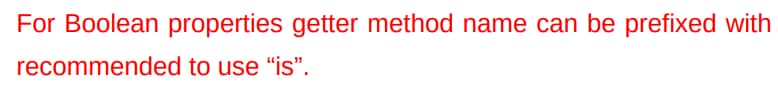 For Boolean properties getter method name can be prefixed with
recommended to use “is”.